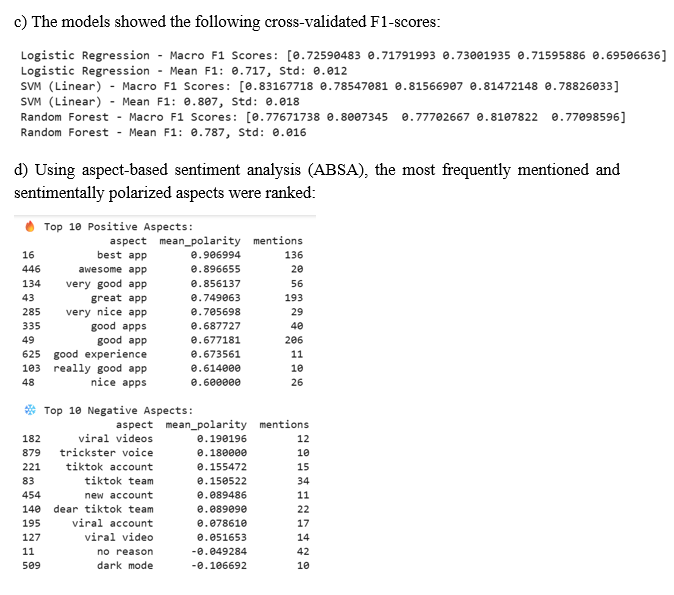 c) The models showed the following cross-validated F1-scores:
Logistic Regression - Macro F1 Scores: [0.72590483 0.71791993 0.73001935 0.71595886 0.69506636]
Logistic Regression - Mean F1: 0.717, Std: 0.012
SVM (Linear) - Macro F1 Scores: [0.83167718 0.78547081 0.81566907 0.81472148 0.78826033]
SVM (Linear) - Mean F1: 0.807, Std: 0.018
Random Forest - Macro F1 Scores: [0.77671738 0.8007345  0.77702667 0.8107822  0.77098596]
Random Forest - Mean F1: 0.787, Std: 0.016
d) Using aspect-based sentiment analysis (ABSA), the most frequently mentioned and
sentimentally polarized aspects were ranked:
🔥 Top 10 Positive Aspects:
aspect mean_polarity mentions
16 best app 0.906994 136
446 awesome app 0.896655 20
134 very good app 0.856137 56
43 great app 0.749063 193
285 very nice app 0.705698 29
335 good apps 0.687727 40
49 good app 0.677181 206
625 good experience 0.673561 11
103 really good app 0.614000 10
48 nice apps 0.600000 26
❄️ Top 10 Negative Aspects:
aspect mean_polarity mentions
182 viral videos 0.190196 12
879 trickster voice 0.180000 10
221 tiktok account 0.155472 15
83 tiktok team 0.150522 34
454 new account 0.089486 11
140 dear tiktok team 0.089090 22
195 viral account 0.078610 17
127 viral video 0.051653 14
11 no reason -0.049284 42
509 dark mode -0.106692 10